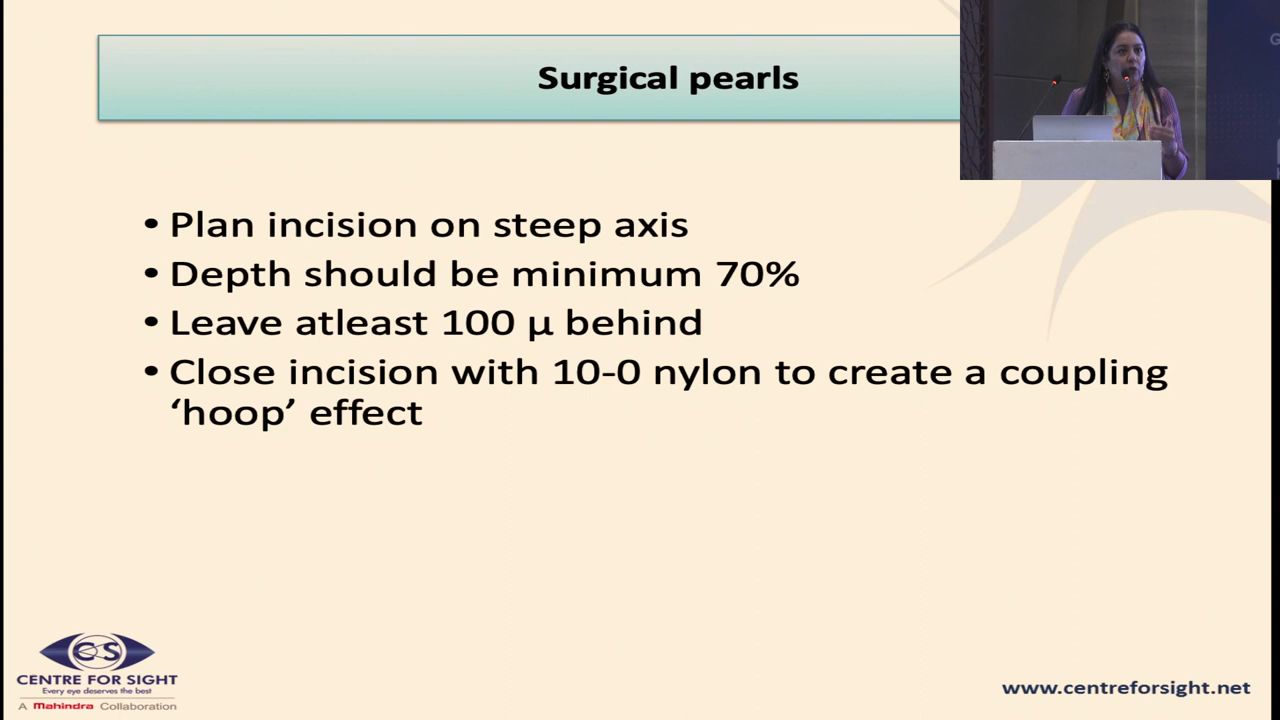 Surgical pearls
• Plan incision on steep axis
• Depth should be minimum 70%
• Leave atleast 100 µ behind
• Close incision with 10-0 nylon to create a coupling
‘hoop’ effect
CS
CENTRE FOR SIGHT
Every eye deserves the best
A Mahindra Collaboration
www.centreforsight.net
G